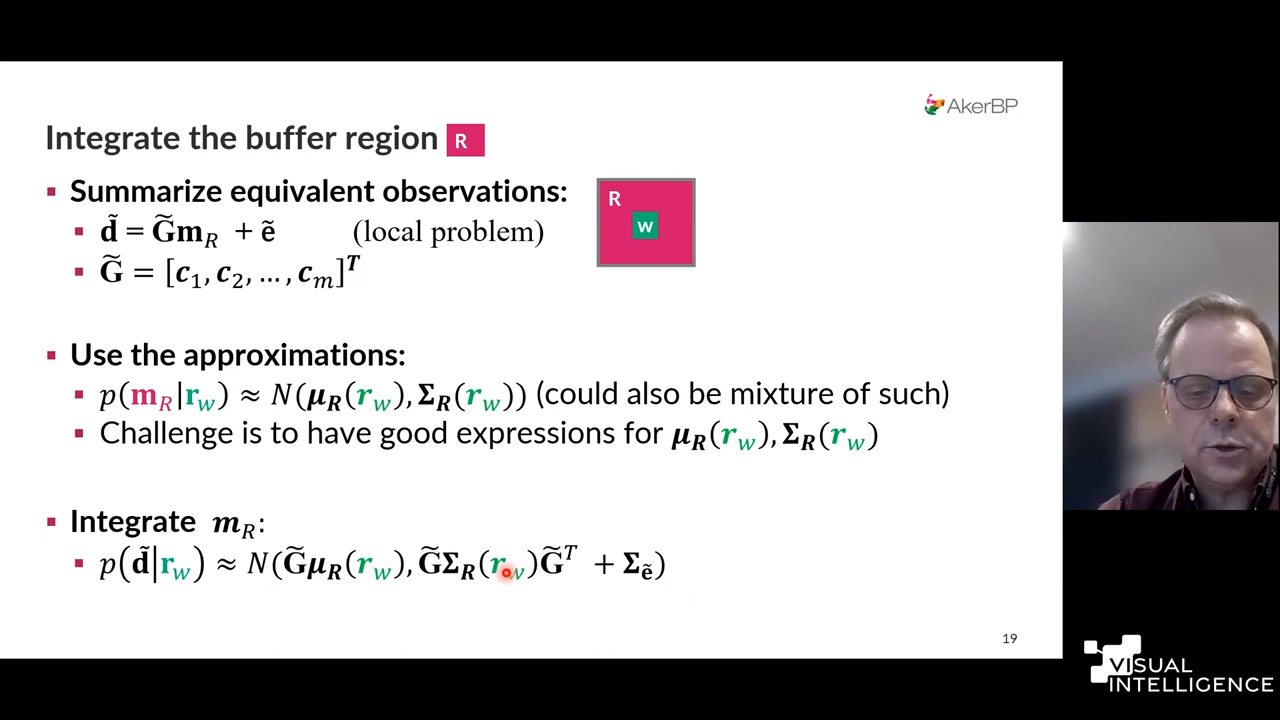 AkerBP
Integrate the buffer region R
▪ Summarize equivalent observations:
▪ d̃ = G̃m_R + ẽ (local problem)
▪ G̃ = [c₁, c₂, … , c_m]ᵀ
R
w
▪ Use the approximations:
▪ p(m_R|r_w) ≈ N(μ_R(r_w), Σ_R(r_w)) (could also be mixture of such)
▪ Challenge is to have good expressions for μ_R(r_w), Σ_R(r_w)
▪ Integrate m_R:
▪ p(d̃|r_w) ≈ N(G̃μ_R(r_w), G̃Σ_R(r_w)G̃ᵀ + Σ_ẽ)
19
VISUAL
INTELLIGENCE